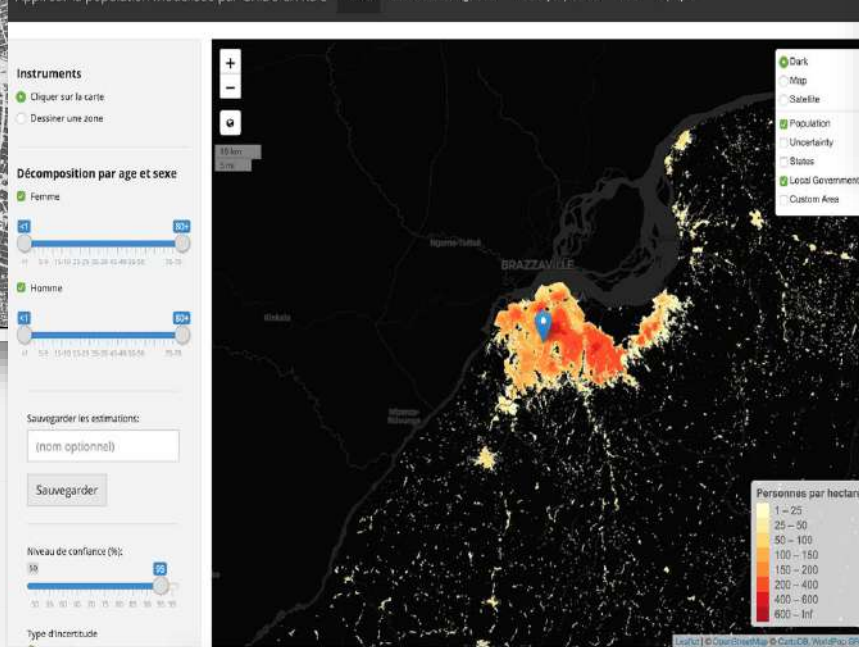 Instruments
Cliquer sur la carte
Dessiner une zone
Décomposition par age et sexe
Femme
<1
80+
Homme
<1
80+
Sauvegarder les estimations:
(nom optionnel)
Sauvegarder
Niveau de confiance (%):
50
95
Type d'incertitude
+
−
BRAZZAVILLE
Kinkala
Dark
Map
Satellite
Population
Uncertainty
States
Local Government
Custom Area
Personnes par hectare
1 – 25
25 – 50
50 – 100
100 – 150
150 – 200
200 – 400
400 – 600
600 – Inf
Leaflet | © OpenStreetMap © CartoDB, WorldPop